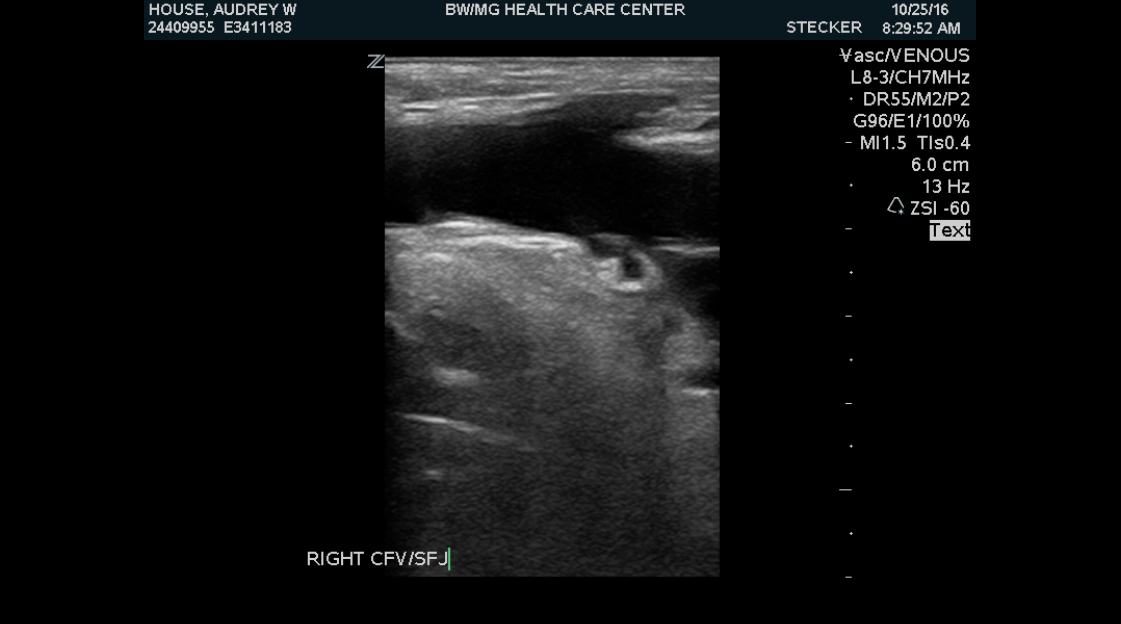 HOUSE, AUDREY W
24409955 E3411183
BW/MG HEALTH CARE CENTER
10/25/16
STECKER 8:29:52 AM
Vasc/VENOUS
L8-3/CH7MHz
DR55/M2/P2
G96/E1/100%
MI1.5 TIs0.4
6.0 cm
13 Hz
ZSI -60
Text
Z
RIGHT CFV/SFJ